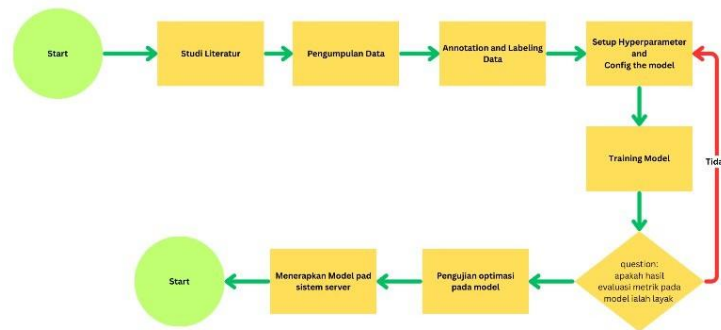 Start
Studi Literatur
Pengumpulan Data
Annotation and Labeling
Data
Setup Hyperparameter
and
Config the model
Training Model
Tida
question:
apakah hasil
evaluasi metrik pada
model ialah layak
Pengujian optimasi
pada model
Menerapkan Model pad
sistem server
Start